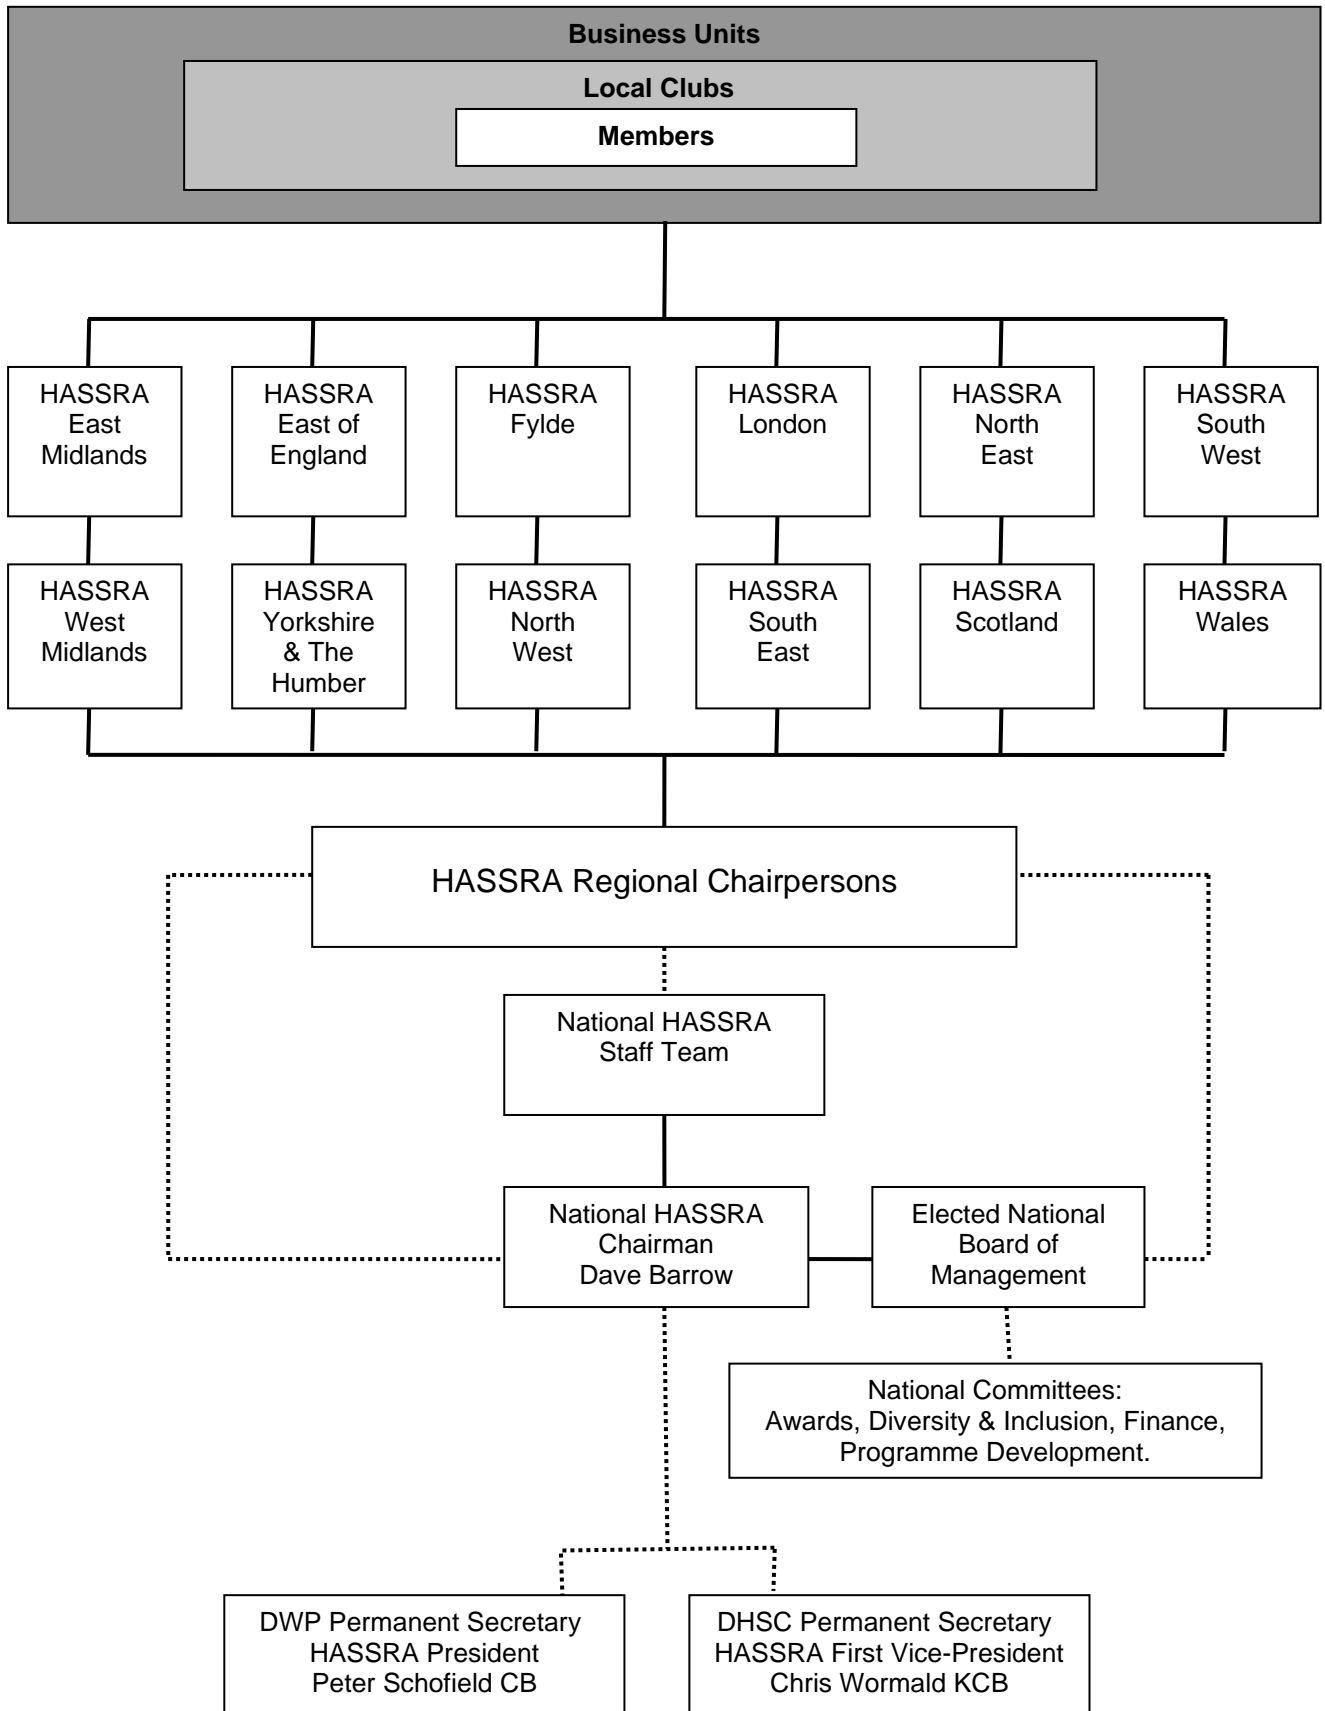 Business Units
Local Clubs
Members
HASSRA
East
Midlands
HASSRA
East of
England
HASSRA
Fylde
HASSRA
London
HASSRA
North
East
HASSRA
South
West
HASSRA
West
Midlands
HASSRA
Yorkshire
& The
Humber
HASSRA
North
West
HASSRA
South
East
HASSRA
Scotland
HASSRA
Wales
HASSRA Regional Chairpersons
National HASSRA
Staff Team
National HASSRA
Chairman
Dave Barrow
Elected National
Board of
Management
National Committees:
Awards, Diversity & Inclusion, Finance,
Programme Development.
DWP Permanent Secretary
HASSRA President
Peter Schofield CB
DHSC Permanent Secretary
HASSRA First Vice-President
Chris Wormald KCB